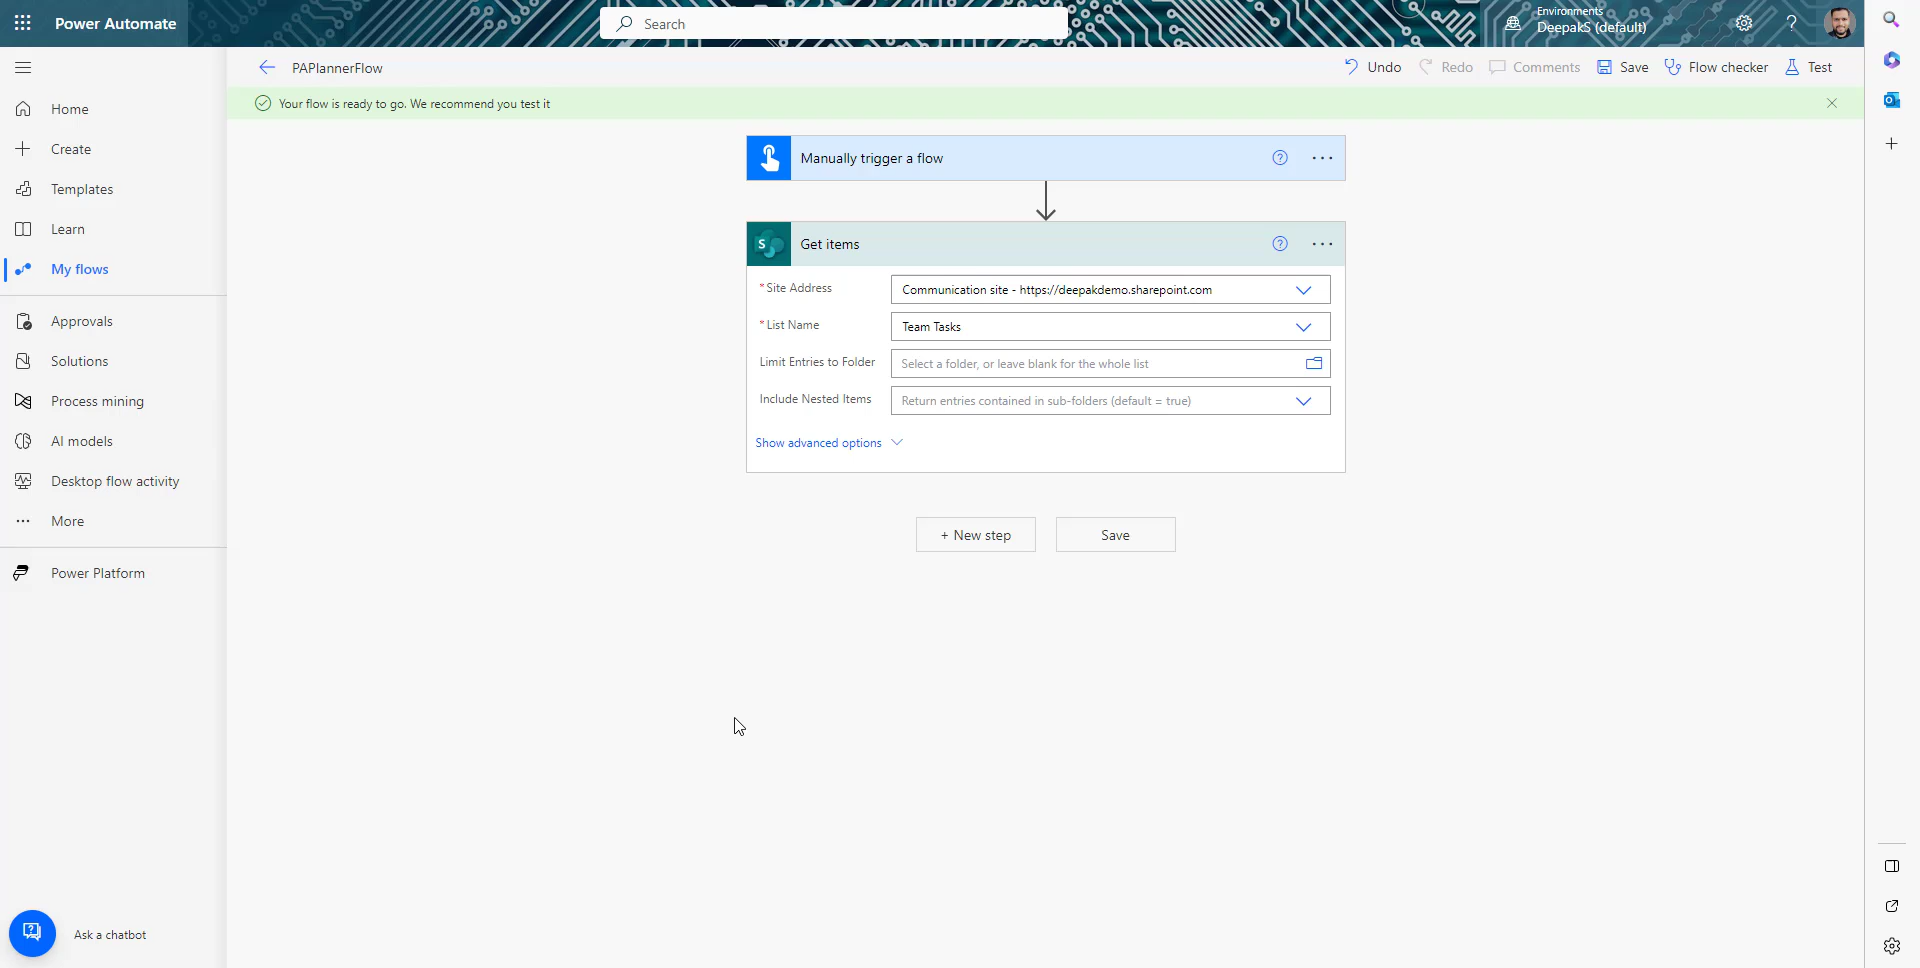 Power Automate
Search
Environments
DeepakS (default)
PAPlannerFlow
Undo
Redo
Comments
Save
Flow checker
Test
Your flow is ready to go. We recommend you test it
Home
Create
Templates
Learn
My flows
Approvals
Solutions
Process mining
AI models
Desktop flow activity
More
Power Platform
Ask a chatbot
Manually trigger a flow
S
Get items
* Site Address
Communication site - https://deepakdemo.sharepoint.com
* List Name
Team Tasks
Limit Entries to Folder
Select a folder, or leave blank for the whole list
Include Nested Items
Return entries contained in sub-folders (default = true)
Show advanced options
+ New step
Save